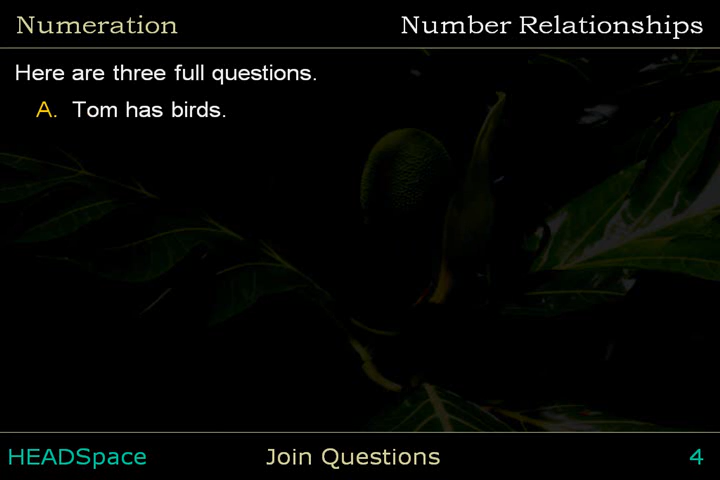 Numeration Number Relationships
Here are three full questions.
A. Tom has birds.
HEADSpace Join Questions 4